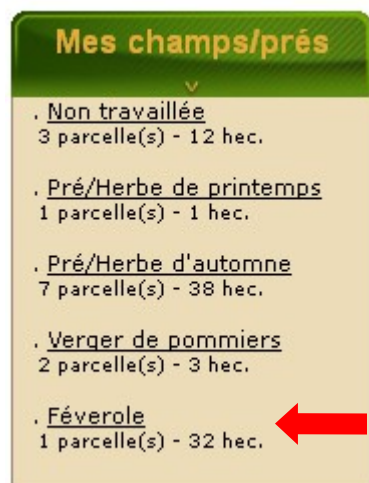 Mes champs/prés
. Non travaillée
3 parcelle(s) - 12 hec.
. Pré/Herbe de printemps
1 parcelle(s) - 1 hec.
. Pré/Herbe d'automne
7 parcelle(s) - 38 hec.
. Verger de pommiers
2 parcelle(s) - 3 hec.
. Féverole
1 parcelle(s) - 32 hec.